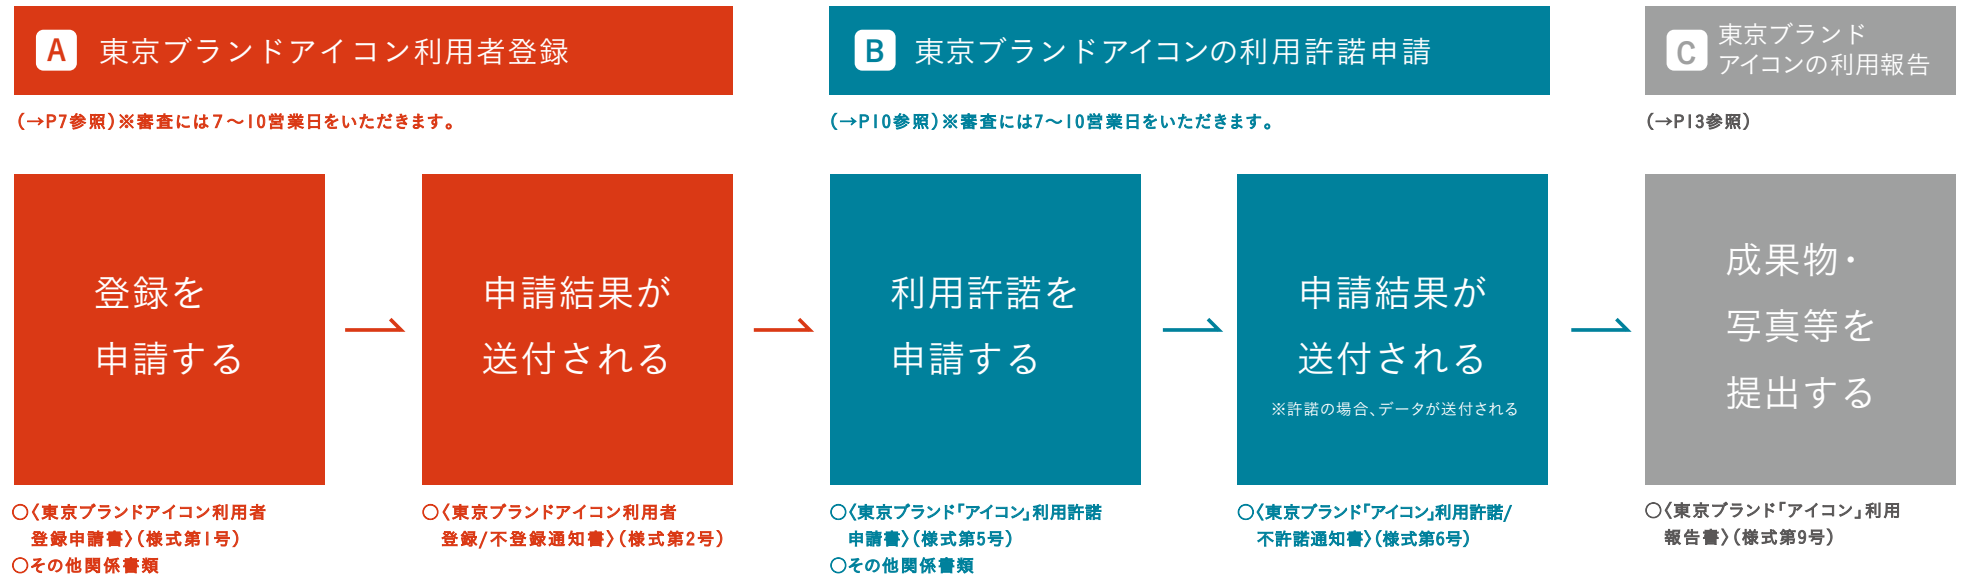 A 東京ブランドアイコン利用者登録
(→P7参照)※審査には7〜10営業日をいただきます。
B 東京ブランドアイコンの利用許諾申請
(→P10参照)※審査には7〜10営業日をいただきます。
C 東京ブランド
アイコンの利用報告
(→P13参照)
登録を
申請する
申請結果が
送付される
利用許諾を
申請する
申請結果が
送付される
※許諾の場合、データが送付される
成果物・
写真等を
提出する
○〈東京ブランドアイコン利用者
登録申請書〉(様式第1号)
○その他関係書類
○〈東京ブランドアイコン利用者
登録/不登録通知書〉(様式第2号)
○〈東京ブランド「アイコン」利用許諾
申請書〉(様式第5号)
○その他関係書類
○〈東京ブランド「アイコン」利用許諾/
不許諾通知書〉(様式第6号)
○〈東京ブランド「アイコン」利用
報告書〉(様式第9号)